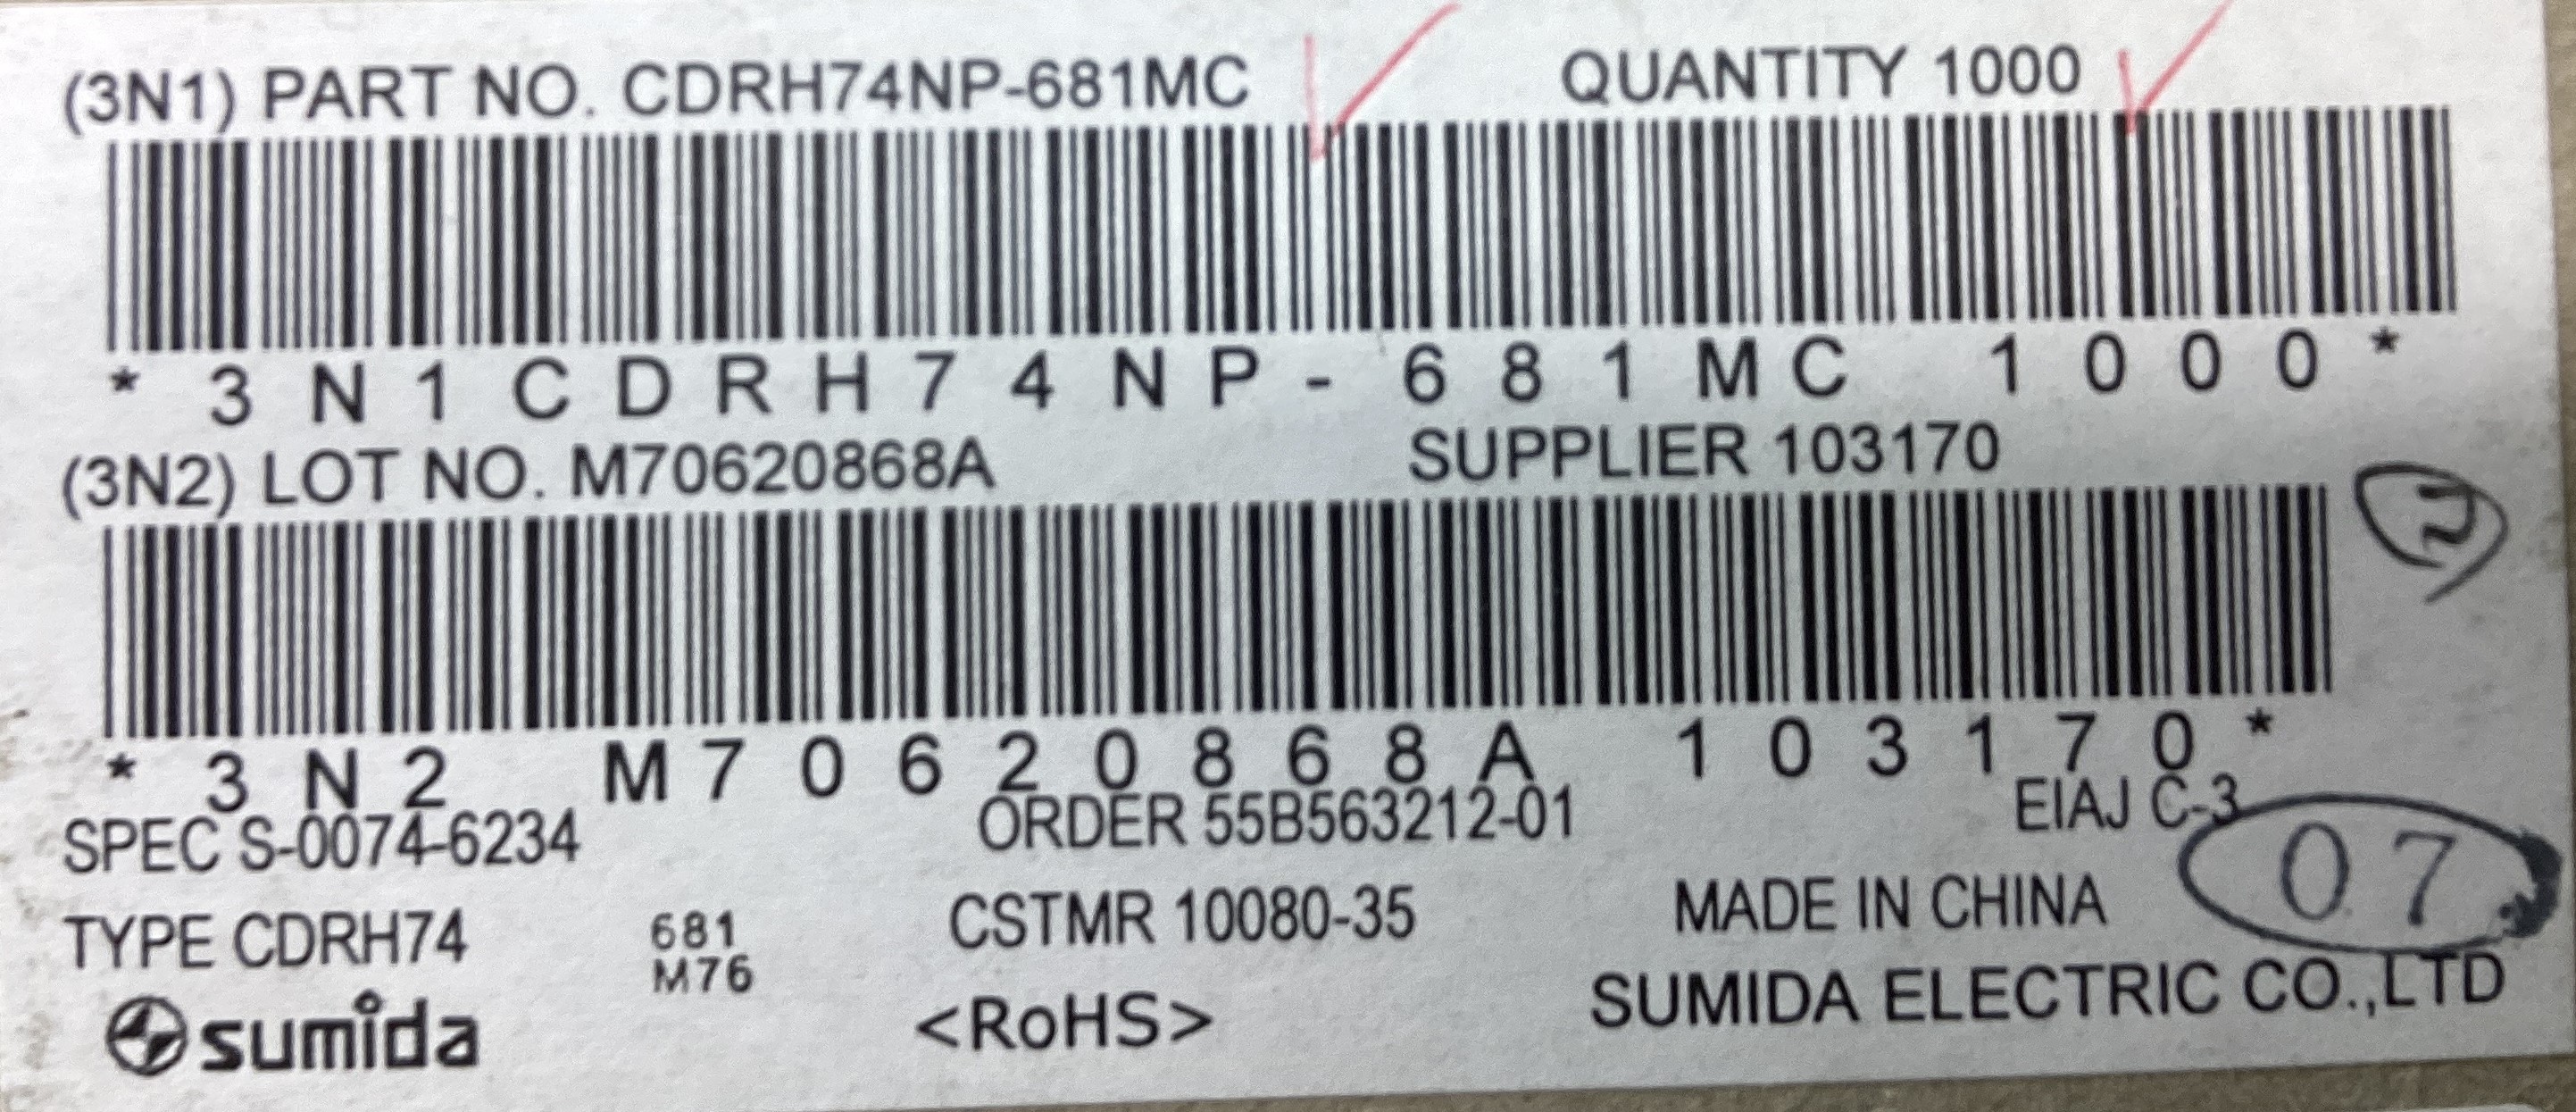 (3N1) PART NO. CDRH74NP-681MC QUANTITY 1000
*3N1CDRH74NP-681MC 1000*
(3N2) LOT NO. M70620868A SUPPLIER 103170
*3N2 M70620868A 103170*
SPEC S-0074-6234 ORDER 55B563212-01 EIAJ C-3
07
TYPE CDRH74 681 CSTMR 10080-35 MADE IN CHINA
M76
sumida <RoHS> SUMIDA ELECTRIC CO.,LTD